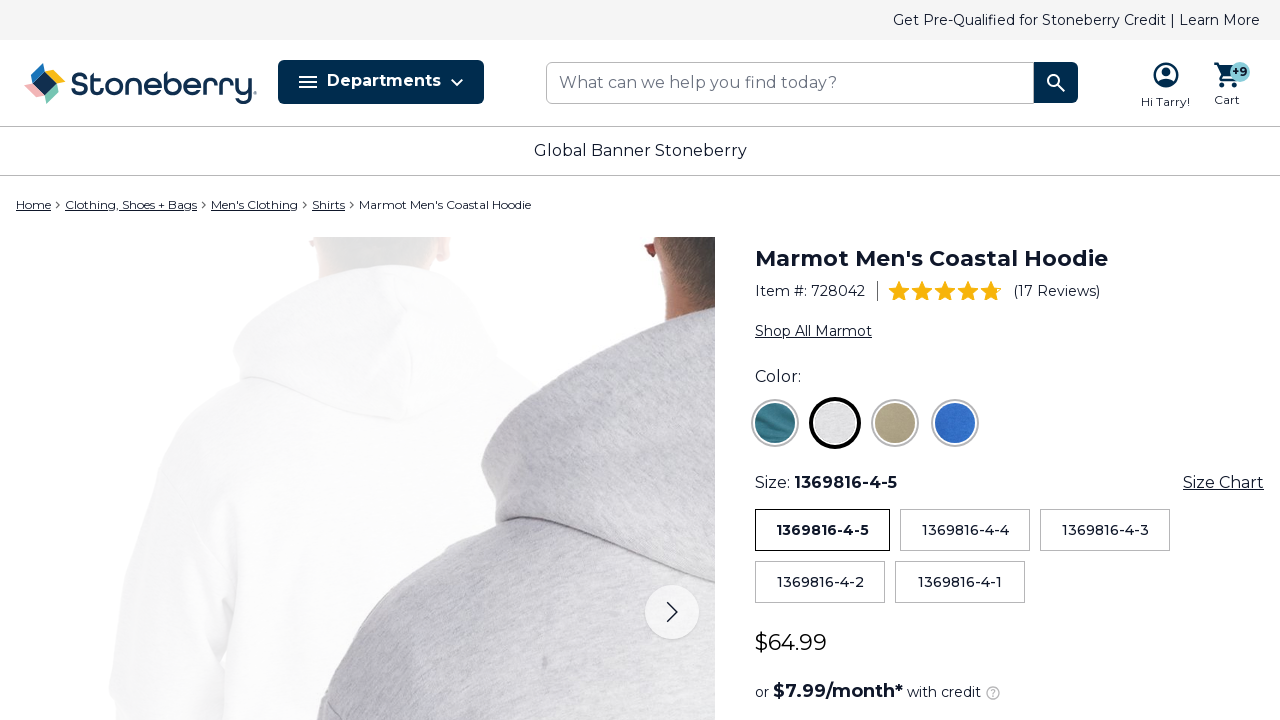 Get Pre-Qualified for Stoneberry Credit | Learn More
Stoneberry
Departments
What can we help you find today?
Hi Tarry!
+9
Cart
Global Banner Stoneberry
Home > Clothing, Shoes + Bags > Men's Clothing > Shirts > Marmot Men's Coastal Hoodie
Marmot Men's Coastal Hoodie
Item #: 728042 | (17 Reviews)
Shop All Marmot
Color:
Size: 1369816-4-5 Size Chart
1369816-4-5 1369816-4-4 1369816-4-3
1369816-4-2 1369816-4-1
$64.99
or $7.99/month* with credit